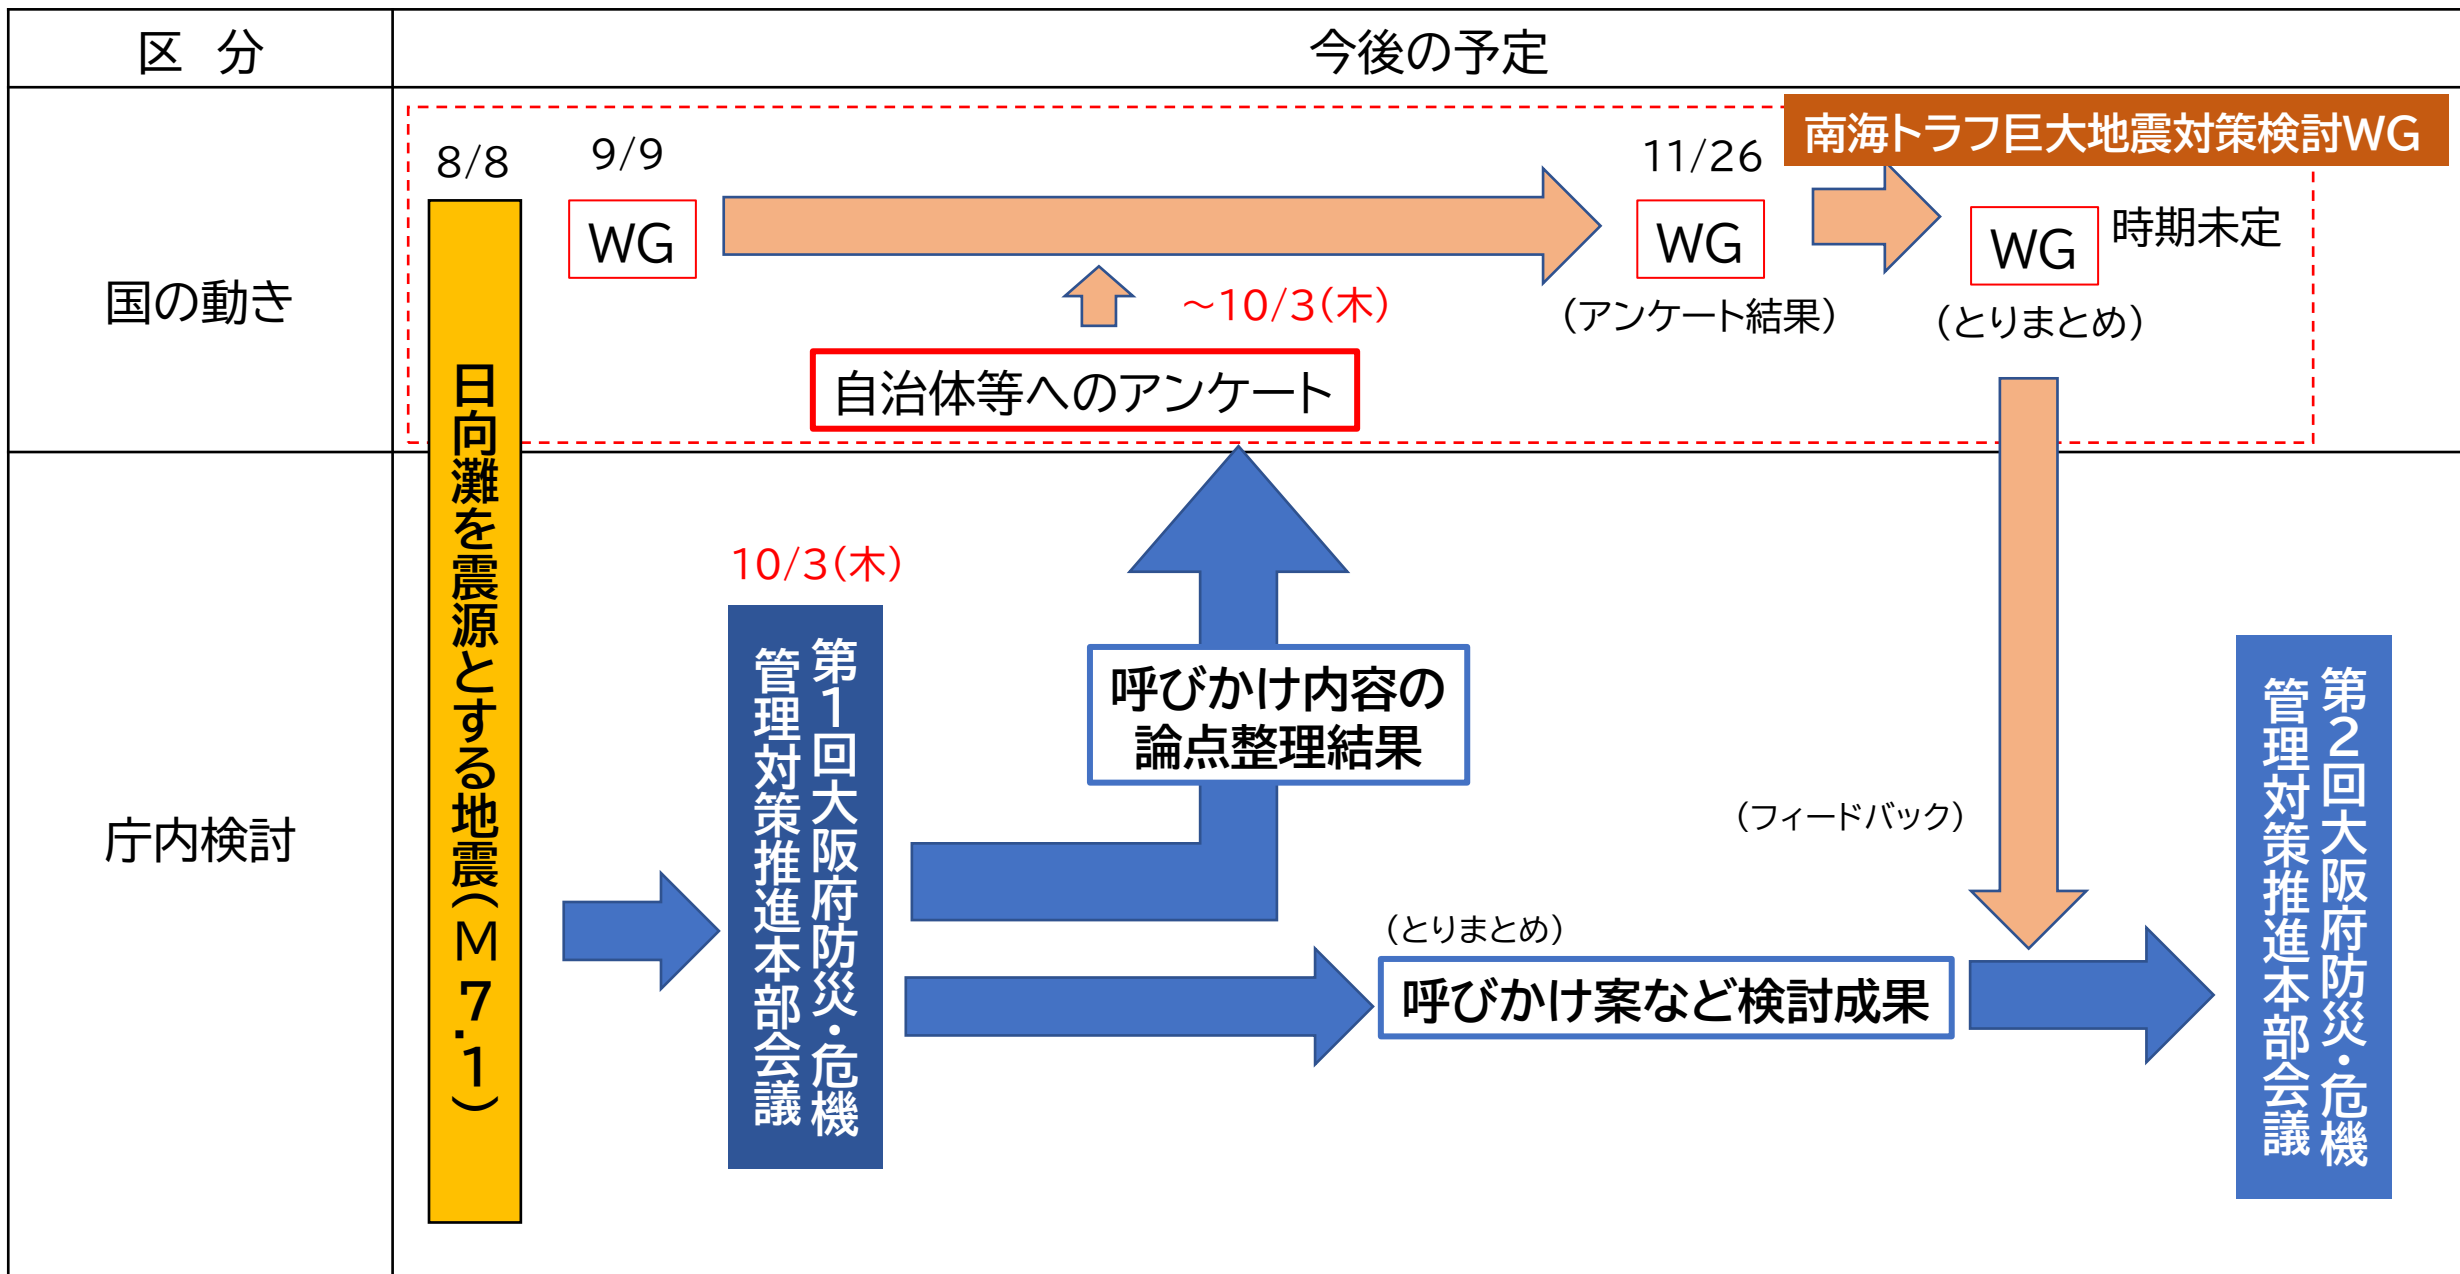 区　分
今後の予定
国の動き
南海トラフ巨大地震対策検討WG
8/8
9/9
WG
11/26
WG
(アンケート結果)
WG
時期未定
(とりまとめ)
～10/3(木)
自治体等へのアンケート
日向灘を震源とする地震(M7.1)
庁内検討
10/3(木)
第1回大阪府防災・危機
管理対策推進本部会議
呼びかけ内容の
論点整理結果
(フィードバック)
(とりまとめ)
呼びかけ案など検討成果
第2回大阪府防災・危機
管理対策推進本部会議